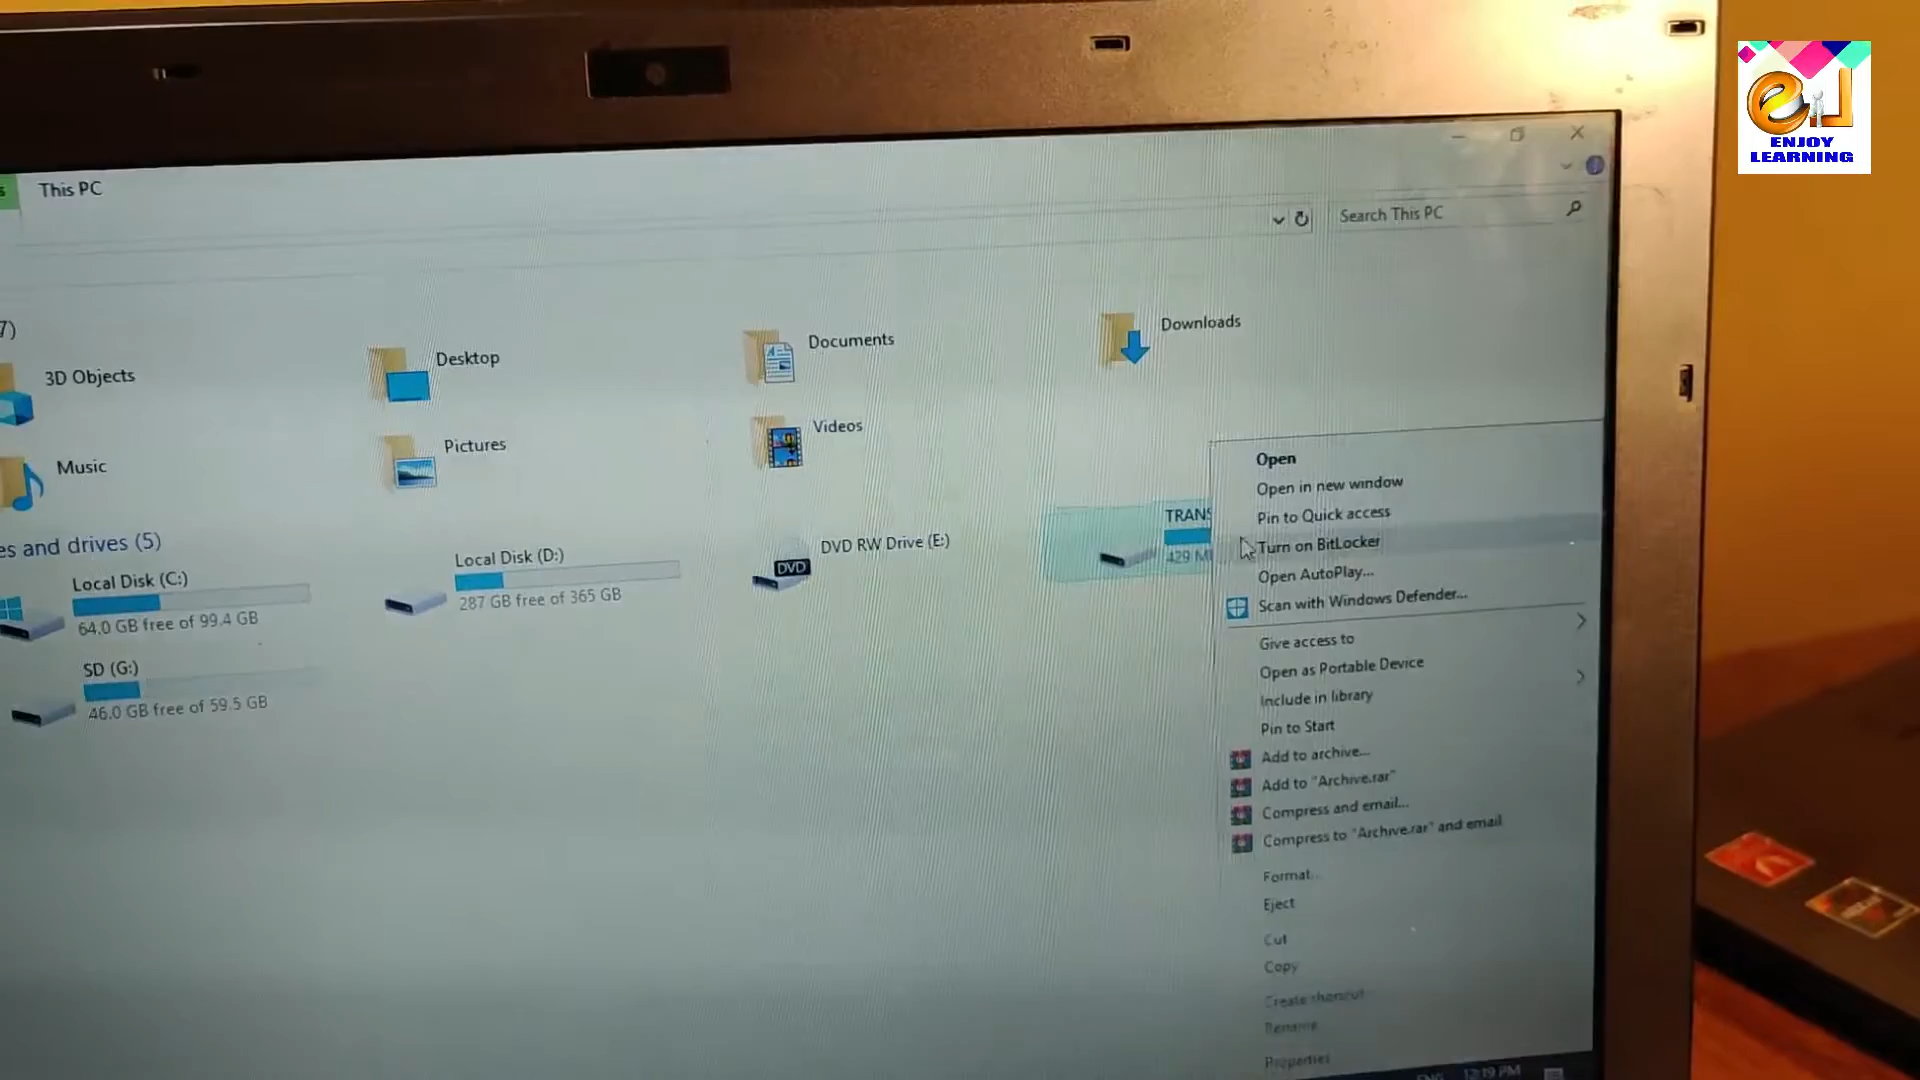 ENJOY
LEARNING
This PC
Search This PC
7)
3D Objects
Desktop
Documents
Downloads
Music
Pictures
Videos
es and drives (5)
Local Disk (C:)
64.0 GB free of 99.4 GB
Local Disk (D:)
287 GB free of 365 GB
DVD RW Drive (E:)
DVD
TRANS
429 M
SD (G:)
46.0 GB free of 59.5 GB
Open
Open in new window
Pin to Quick access
Turn on BitLocker
Open AutoPlay...
Scan with Windows Defender...
Give access to
Open as Portable Device
Include in library
Pin to Start
Add to archive...
Add to "Archive.rar"
Compress and email...
Compress to "Archive.rar" and email
Format...
Eject
Cut
Copy
Create shortcut
Rename
Properties
ENG 12:19 PM